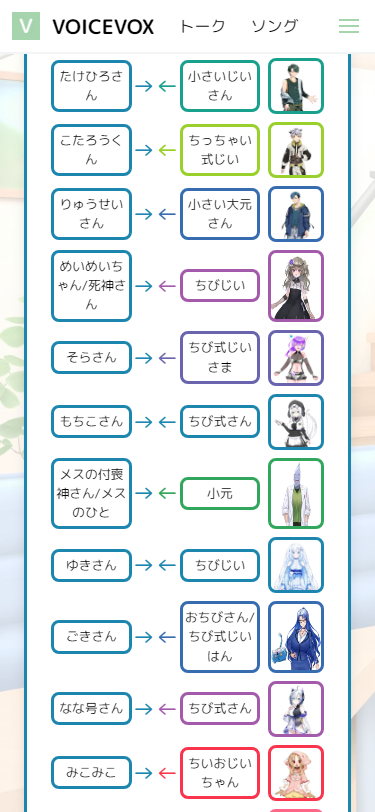 V VOICEVOX トーク ソング
たけひろさ
ん
小さいじい
さん
こたろうく
ん
ちっちゃい
式じい
りゅうせい
さん
小さい大元
さん
めいめいち
ゃん/死神さ
ん
ちびじい
そらさん
ちび式じい
さま
もちこさん
ちび式さん
メスの付喪
神さん/メス
のひと
小元
ゆきさん
ちびじい
ごきさん
おちびさん/
ちび式じい
はん
なな号さん
ちび式さん
みこみこ
ちいおじい
ちゃん